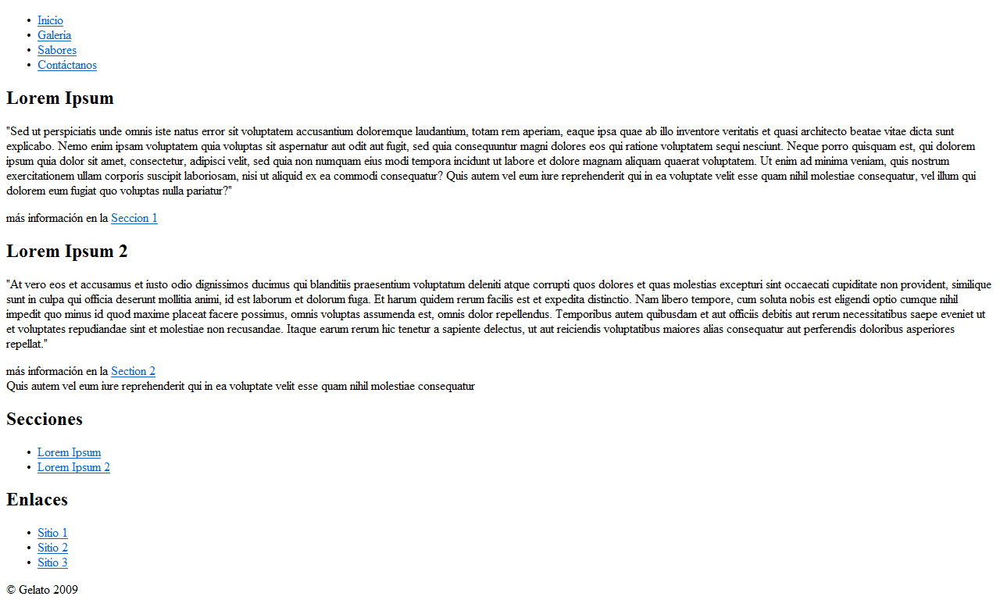 • Inicio
• Galería
• Sabores
• Contáctanos
Lorem Ipsum
"Sed ut perspiciatis unde omnis iste natus error sit voluptatem accusantium doloremque laudantium, totam rem aperiam, eaque ipsa quae ab illo inventore veritatis et quasi architecto beatae vitae dicta sunt
explicabo. Nemo enim ipsam voluptatem quia voluptas sit aspernatur aut odit aut fugit, sed quia consequuntur magni dolores eos qui ratione voluptatem sequi nesciunt. Neque porro quisquam est, qui dolorem
ipsum quia dolor sit amet, consectetur, adipisci velit, sed quia non numquam eius modi tempora incidunt ut labore et dolore magnam aliquam quaerat voluptatem. Ut enim ad minima veniam, quis nostrum
exercitationem ullam corporis suscipit laboriosam, nisi ut aliquid ex ea commodi consequatur? Quis autem vel eum iure reprehenderit qui in ea voluptate velit esse quam nihil molestiae consequatur, vel illum qui
dolorem eum fugiat quo voluptas nulla pariatur?"
más información en la Seccion 1
Lorem Ipsum 2
"At vero eos et accusamus et iusto odio dignissimos ducimus qui blanditiis praesentium voluptatum deleniti atque corrupti quos dolores et quas molestias excepturi sint occaecati cupiditate non provident, similique
sunt in culpa qui officia deserunt mollitia animi, id est laborum et dolorum fuga. Et harum quidem rerum facilis est et expedita distinctio. Nam libero tempore, cum soluta nobis est eligendi optio cumque nihil
impedit quo minus id quod maxime placeat facere possimus, omnis voluptas assumenda est, omnis dolor repellendus. Temporibus autem quibusdam et aut officiis debitis aut rerum necessitatibus saepe eveniet ut
et voluptates repudiandae sint et molestiae non recusandae. Itaque earum rerum hic tenetur a sapiente delectus, ut aut reiciendis voluptatibus maiores alias consequatur aut perferendis doloribus asperiores
repellat."
más información en la Section 2
Quis autem vel eum iure reprehenderit qui in ea voluptate velit esse quam nihil molestiae consequatur
Secciones
• Lorem Ipsum
• Lorem Ipsum 2
Enlaces
• Sitio 1
• Sitio 2
• Sitio 3
© Gelato 2009